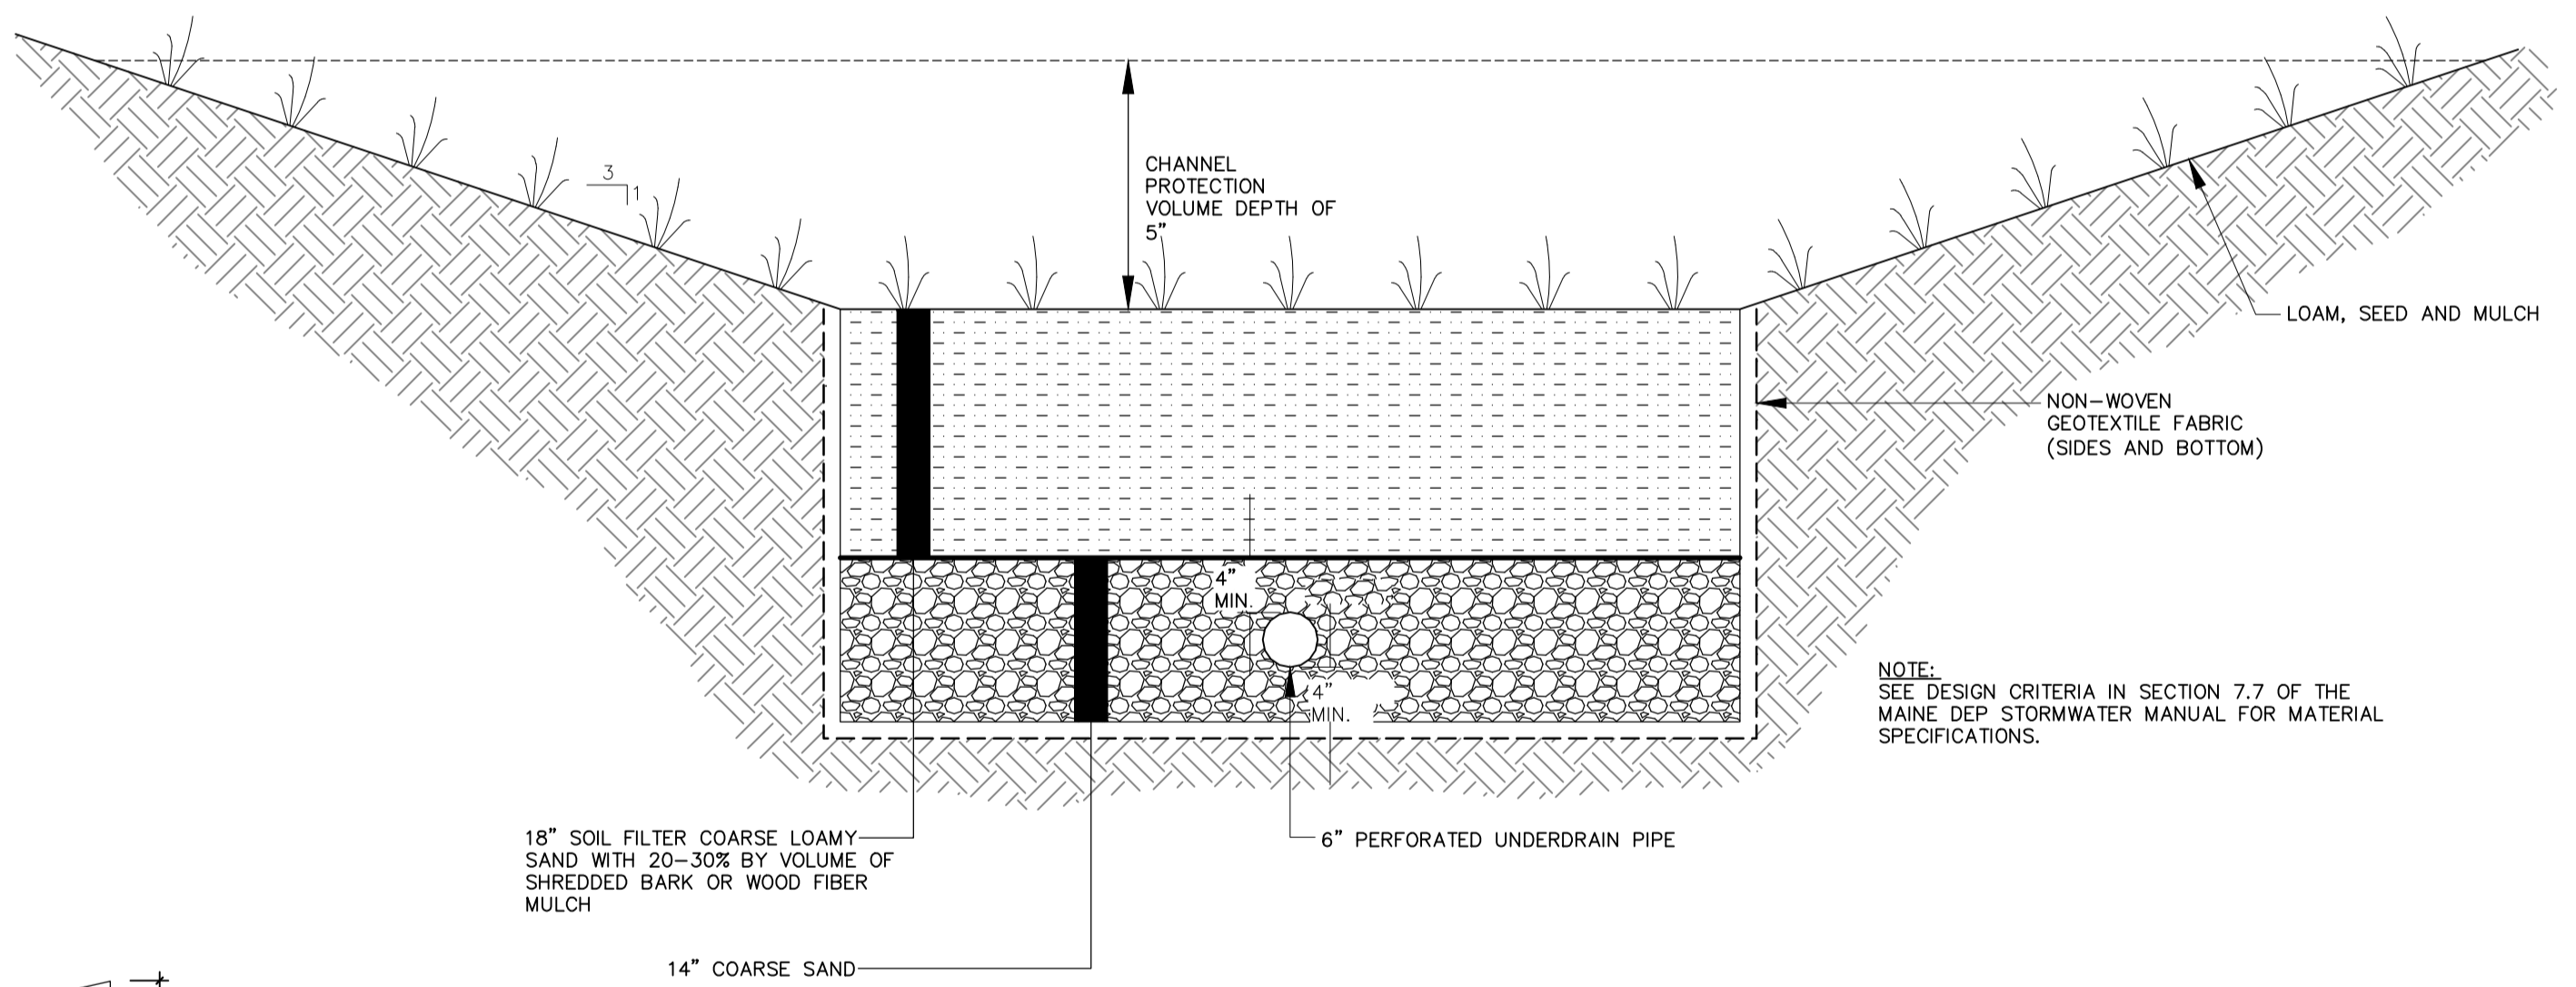 3
1
CHANNEL
PROTECTION
VOLUME DEPTH OF
5"
LOAM, SEED AND MULCH
NON-WOVEN
GEOTEXTILE FABRIC
(SIDES AND BOTTOM)
4"
MIN.
4"
MIN.
NOTE:
SEE DESIGN CRITERIA IN SECTION 7.7 OF THE
MAINE DEP STORMWATER MANUAL FOR MATERIAL
SPECIFICATIONS.
18" SOIL FILTER COARSE LOAMY
SAND WITH 20-30% BY VOLUME OF
SHREDDED BARK OR WOOD FIBER
MULCH
6" PERFORATED UNDERDRAIN PIPE
14" COARSE SAND